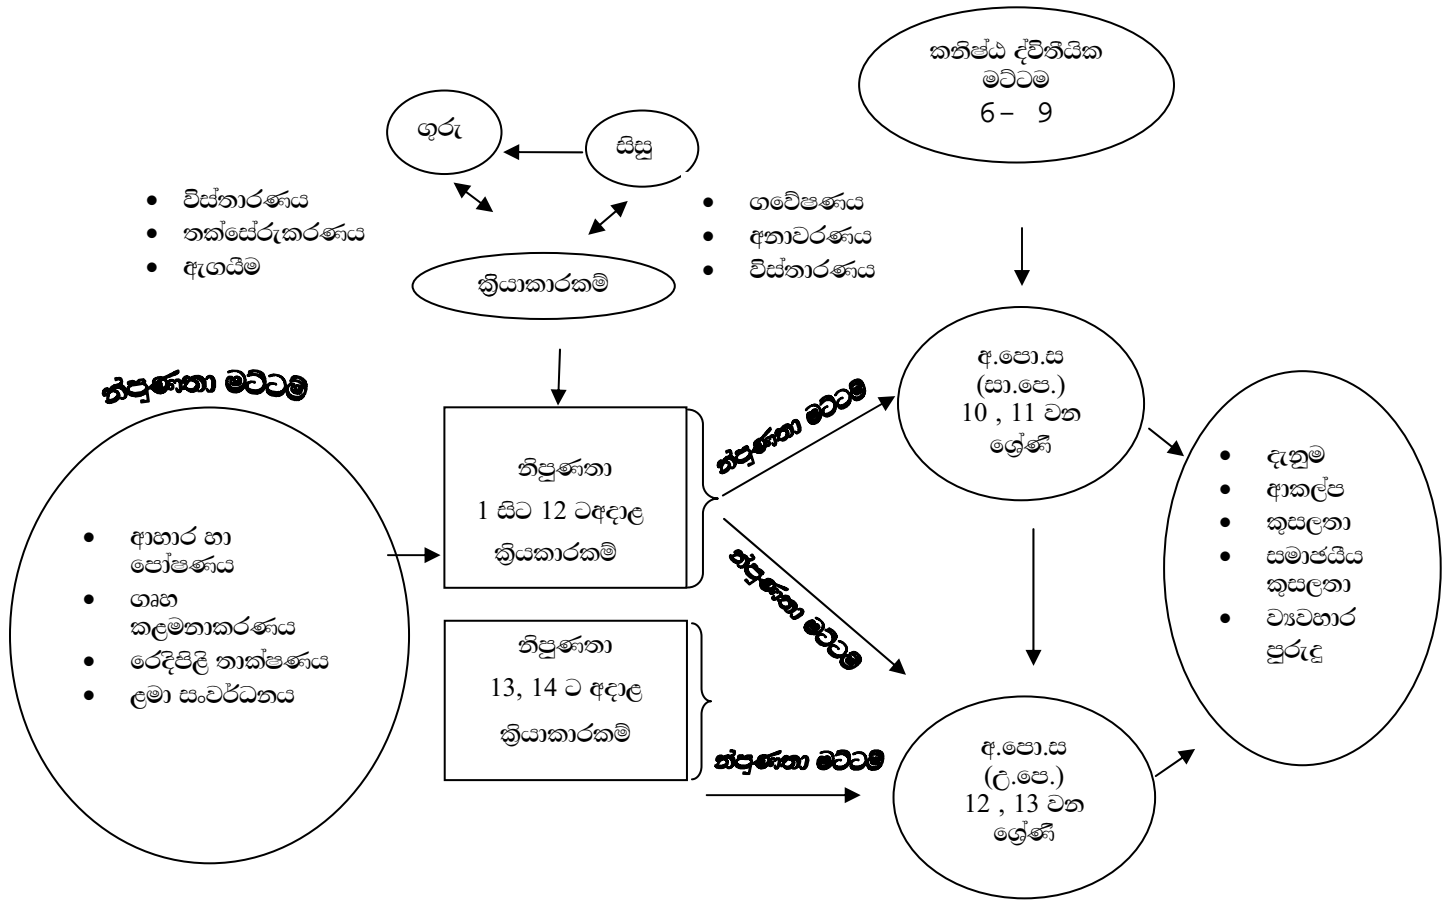 කනිෂ්ඨ ද්විතීයික
මට්ටම
6– 9
ගුරු
සිසු
• විස්තාරණය
• තක්සේරුකරණය
• ඇගයීම
• ගවේෂණය
• අනාවරණය
• විස්තාරණය
ක්‍රියාකාරකම්
නිපුණතා මට්ටම්
• ආහාර හා
පෝෂණය
• ගෘහ
කළමනාකරණය
• රෙදිපිළි තාක්ෂණය
• ළමා සංවර්ධනය
නිපුණතා
1 සිට 12 ටඅදාළ
ක්‍රියකාරකම්
නිපුණතා
13, 14 ට අදාළ
ක්‍රියාකාරකම්
නිපුණතා මට්ටම්
නිපුණතා මට්ටම්
නිපුණතා මට්ටම්
අ.පො.ස
(සා.පෙ.)
10 , 11 වන
ශ්‍රේණි
අ.පො.ස
(උ.පෙ.)
12 , 13 වන
ශ්‍රේණි
• දැනුම
• ආකල්ප
• කුසලතා
• සමාජයීය
කුසලතා
• ව්‍යවහාර
පුරුදු